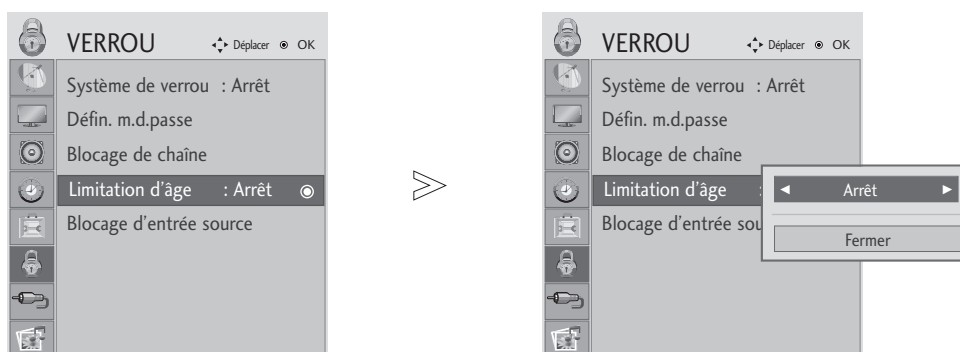 VERROU Déplacer OK
Système de verrou : Arrêt
Défin. m.d.passe
Blocage de chaîne
Limitation d'âge : Arrêt
Blocage d'entrée source
VERROU Déplacer OK
Système de verrou : Arrêt
Défin. m.d.passe
Blocage de chaîne
Limitation d'âge :
Blocage d'entrée sou
Arrêt
Fermer